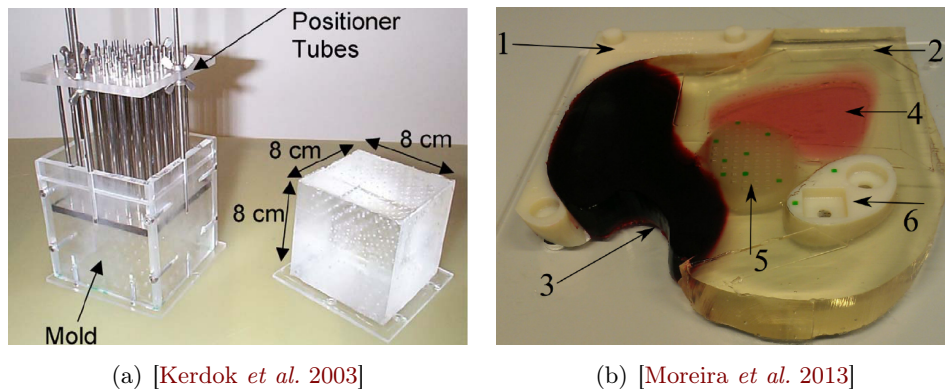 Positioner
Tubes
8 cm
8 cm
8 cm
Mold
1
2
3
4
5
6
(a) [Kerdok et al. 2003]
(b) [Moreira et al. 2013]